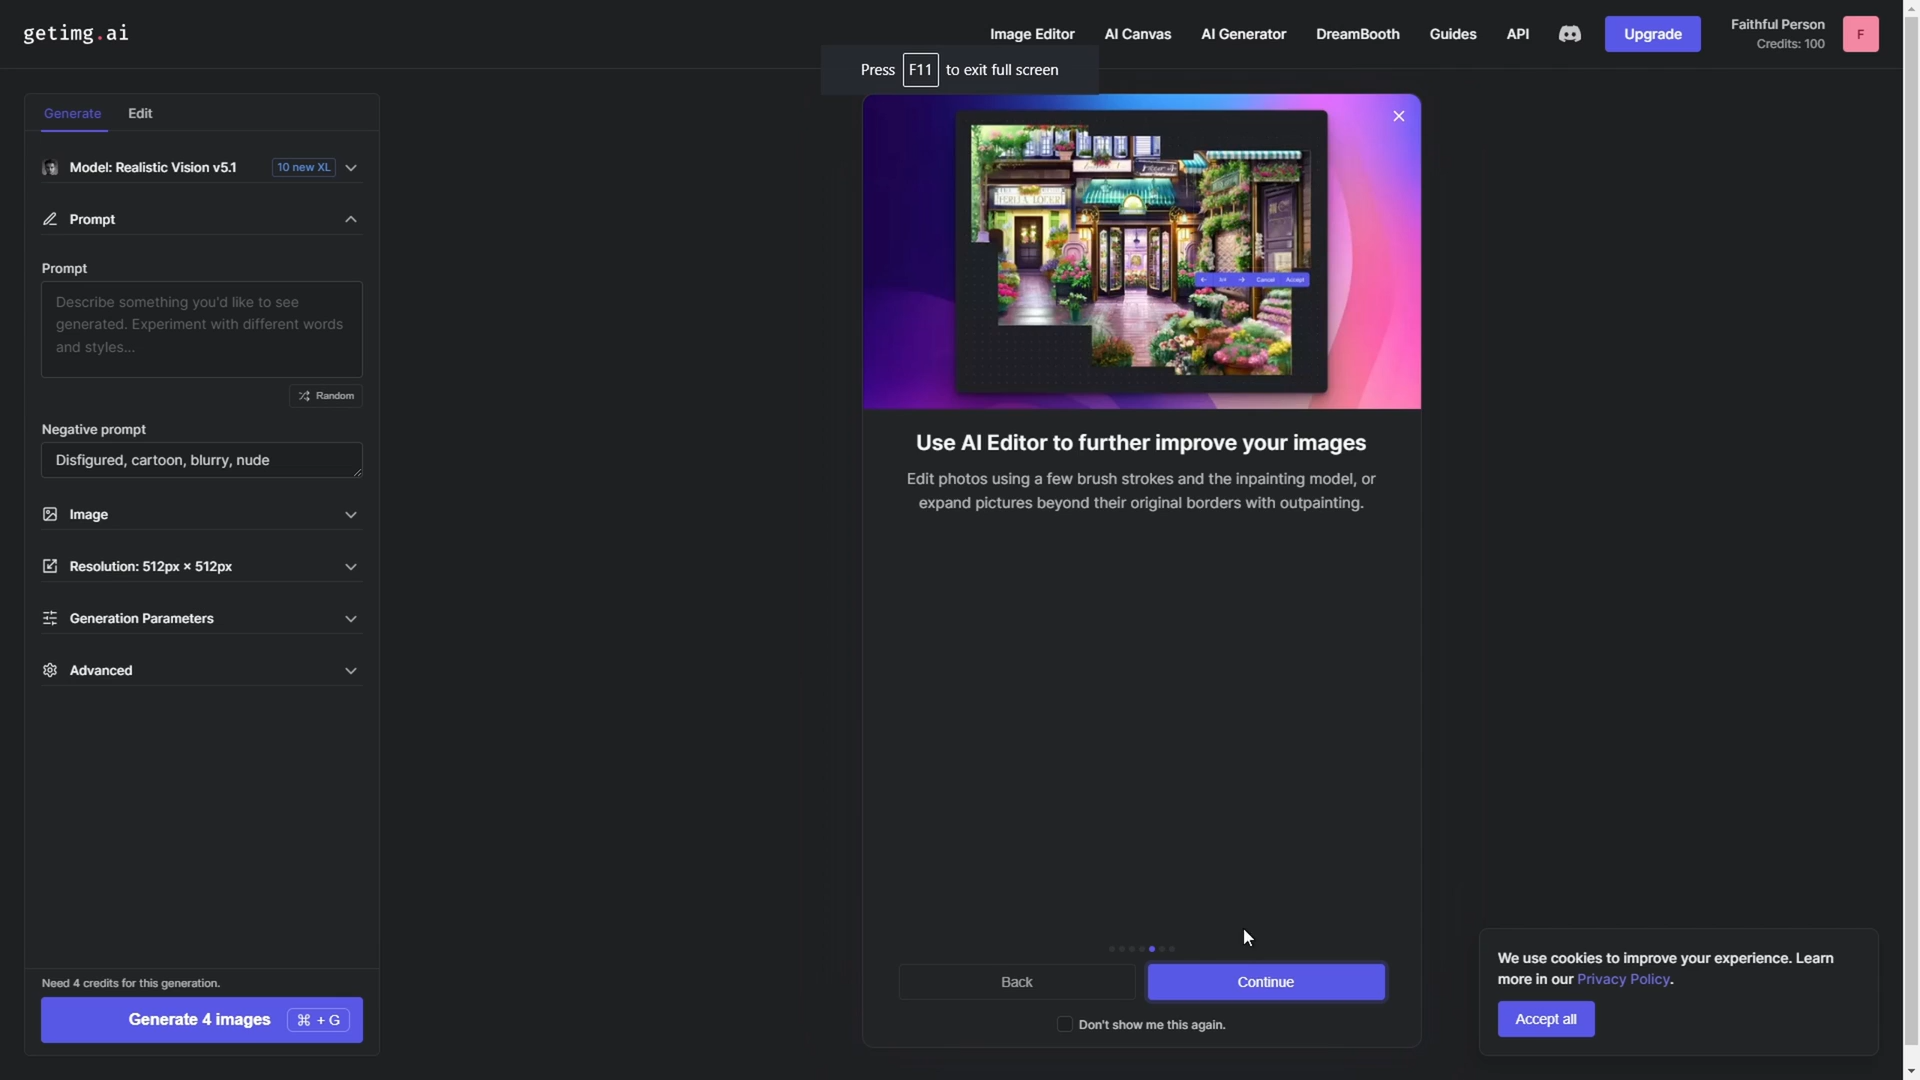 getimg.ai
Image Editor
AI Canvas
AI Generator
DreamBooth
Guides
API
Upgrade
Faithful Person
Credits: 100
F
Press F11 to exit full screen
Generate
Edit
Model: Realistic Vision v5.1
10 new XL
Prompt
Prompt
Describe something you'd like to see
generated. Experiment with different words
and styles...
Random
Negative prompt
Disfigured, cartoon, blurry, nude
Image
Resolution: 512px × 512px
Generation Parameters
Advanced
Need 4 credits for this generation.
Generate 4 images
⌘ + G
Cancel
Accept
Use AI Editor to further improve your images
Edit photos using a few brush strokes and the inpainting model, or
expand pictures beyond their original borders with outpainting.
Back
Continue
Don't show me this again.
We use cookies to improve your experience. Learn
more in our Privacy Policy.
Accept all